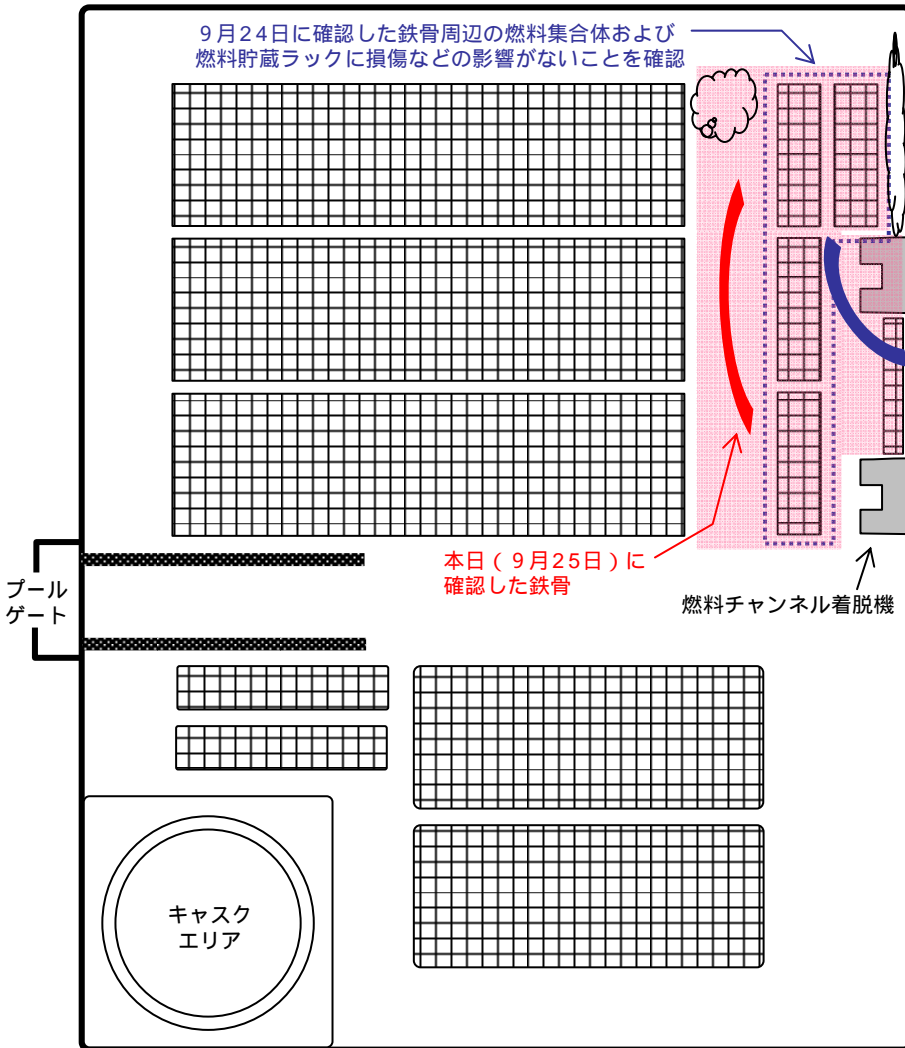 9月24日に確認した鉄骨周辺の燃料集合体および
燃料貯蔵ラックに損傷などの影響がないことを確認
本日（9月25日）に
確認した鉄骨
プール
ゲート
燃料チャンネル着脱機
キャスク
エリア